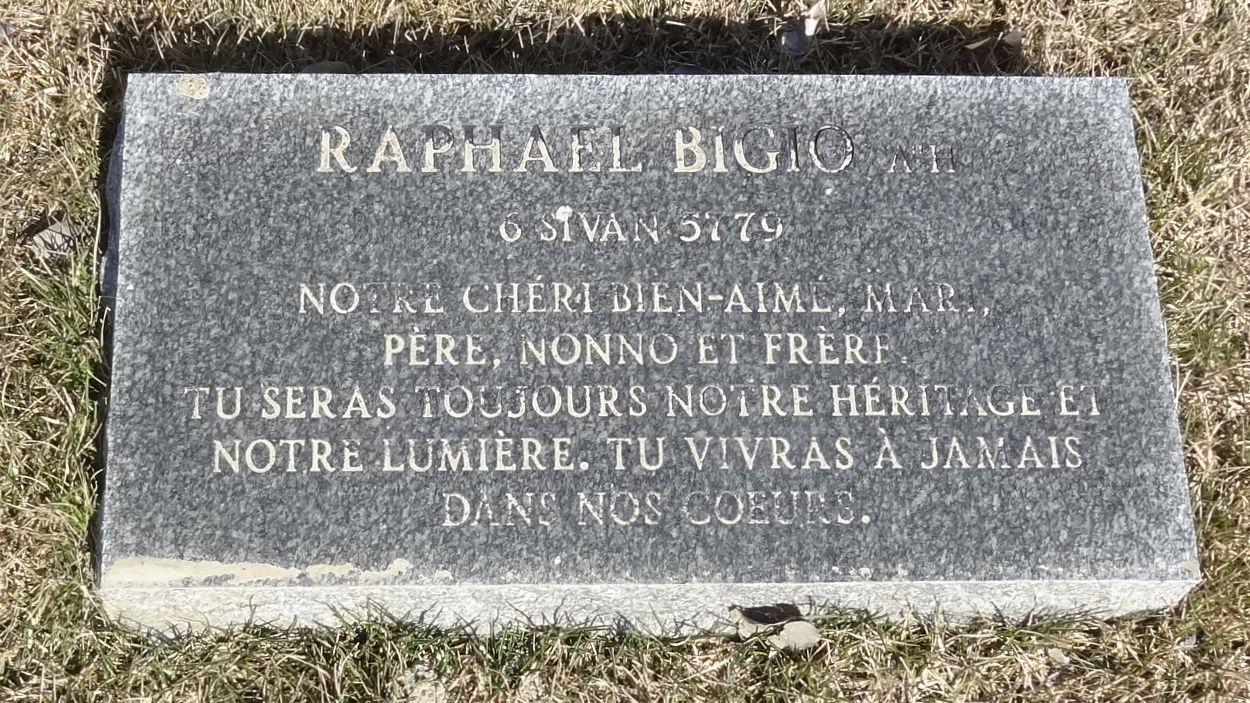 RAPHAEL BIGIO A"H
6 SIVAN 5779
NOTRE CHÉRI BIEN-AIMÉ, MARI,
PÈRE, NONNO ET FRÈRE.
TU SERAS TOUJOURS NOTRE HÉRITAGE ET
NOTRE LUMIÈRE. TU VIVRAS À JAMAIS
DANS NOS COEURS.